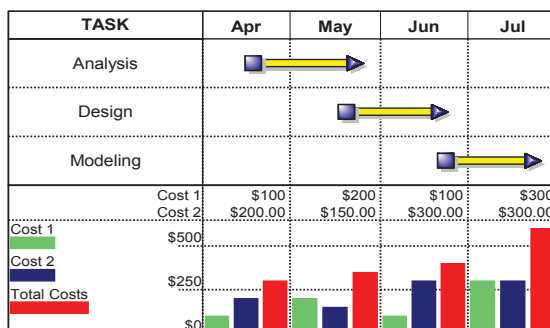 TASK Apr May Jun Jul
Analysis
Design
Modeling
Cost 1 $100 $200 $100 $300
Cost 2 $200.00 $150.00 $300.00 $300.00
Cost 1
$500
Cost 2
$250
Total Costs
$0